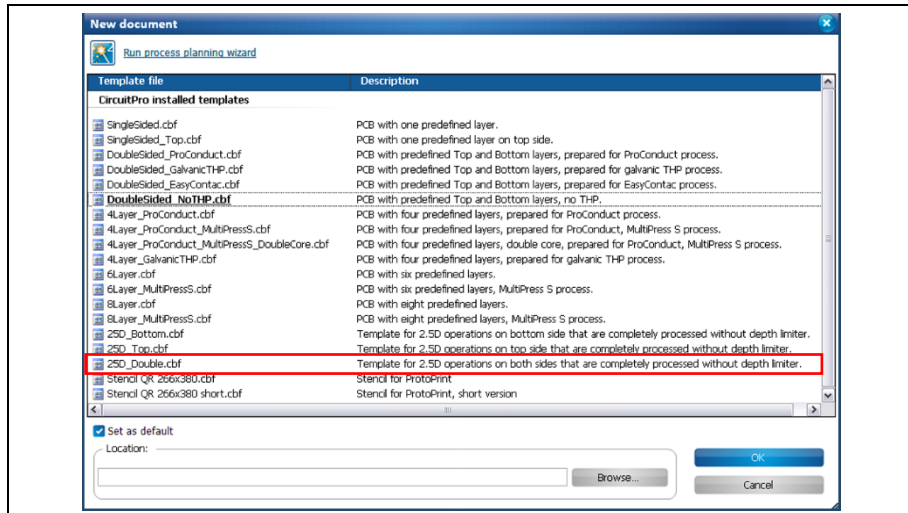 New document
Run process planning wizard
Template file Description
CircuitPro installed templates
SingleSided.cbf PCB with one predefined layer.
SingleSided_Top.cbf PCB with one predefined layer on top side.
DoubleSided_ProConduct.cbf PCB with predefined Top and Bottom layers, prepared for ProConduct process.
DoubleSided_GalvanicTHP.cbf PCB with predefined Top and Bottom layers, prepared for galvanic THP process.
DoubleSided_EasyContac.cbf PCB with predefined Top and Bottom layers, prepared for EasyContac process.
DoubleSided_NoTHP.cbf PCB with predefined Top and Bottom layers, no THP.
4Layer_ProConduct.cbf PCB with four predefined layers, prepared for ProConduct process.
4Layer_ProConduct_MultiPressS.cbf PCB with four predefined layers, prepared for ProConduct, MultiPress S process.
4Layer_ProConduct_MultiPressS_DoubleCore.cbf PCB with four predefined layers, double core, prepared for ProConduct, MultiPress S process.
4Layer_GalvanicTHP.cbf PCB with four predefined layers, prepared for galvanic THP process.
6Layer.cbf PCB with six predefined layers.
6Layer_MultiPressS.cbf PCB with six predefined layers, MultiPress S process.
8Layer.cbf PCB with eight predefined layers.
8Layer_MultiPressS.cbf PCB with eight predefined layers, MultiPress S process.
25D_Bottom.cbf Template for 2.5D operations on bottom side that are completely processed without depth limiter.
25D_Top.cbf Template for 2.5D operations on top side that are completely processed without depth limiter.
25D_Double.cbf Template for 2.5D operations on both sides that are completely processed without depth limiter.
Stencil QR 266x380.cbf Stencil for ProtoPrint
Stencil QR 266x380 short.cbf Stencil for ProtoPrint, short version
Set as default
Location:
OK
Browse...
Cancel